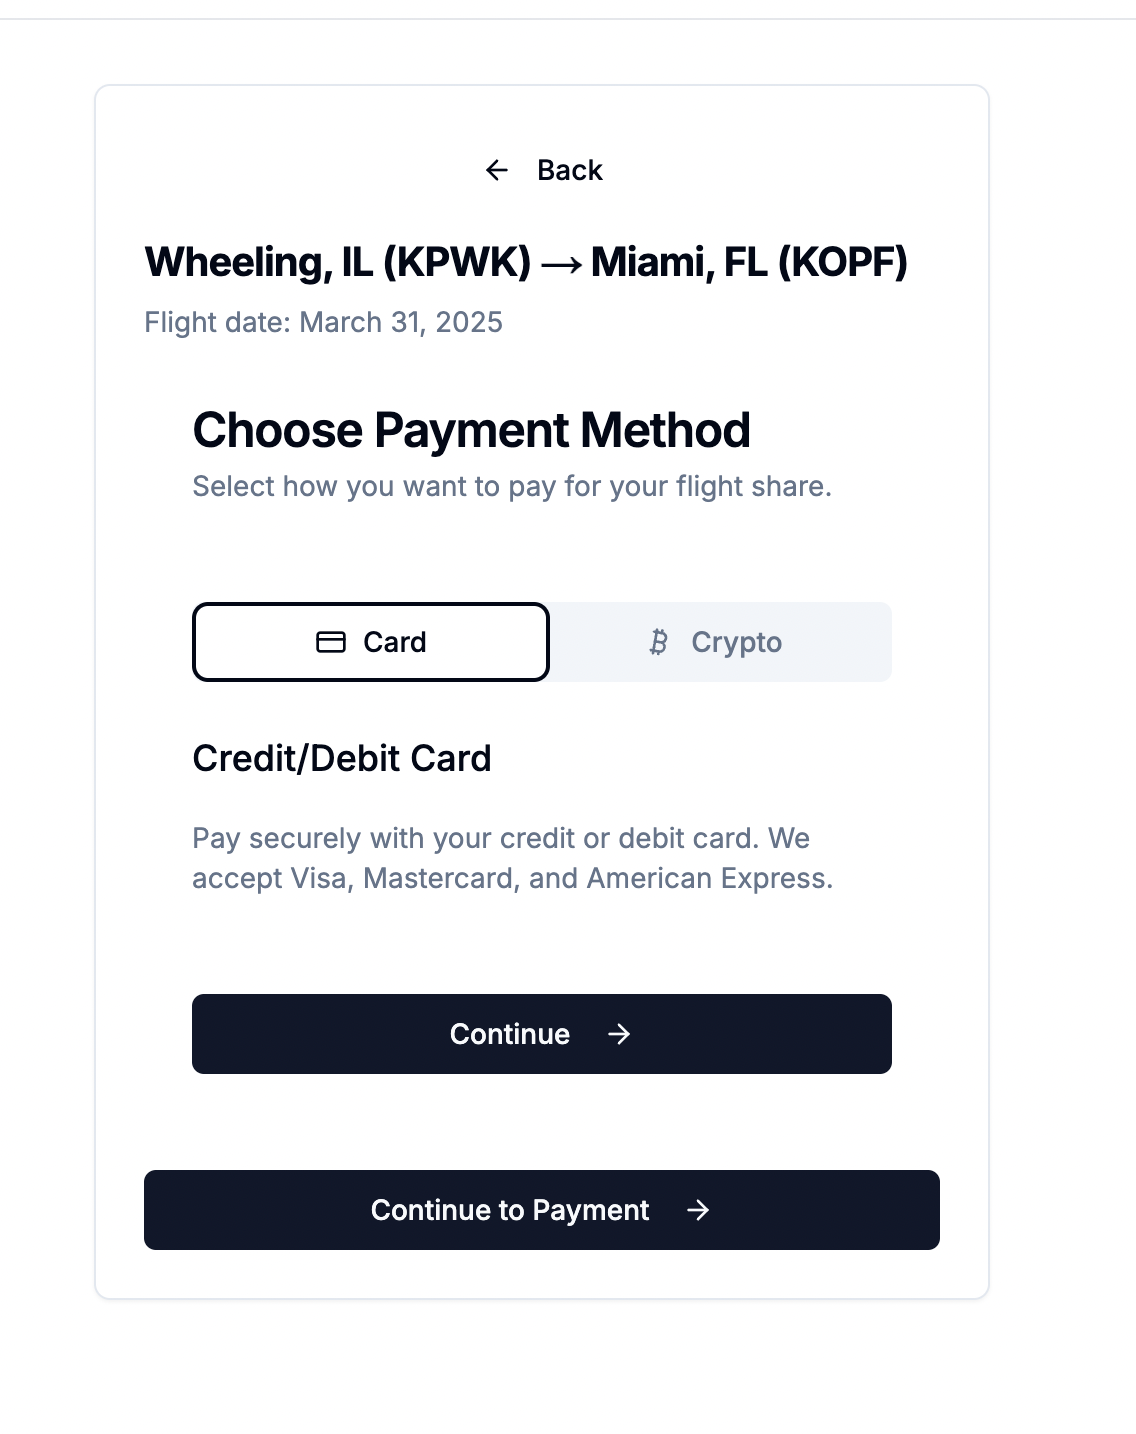 ← Back
Wheeling, IL (KPWK) → Miami, FL (KOPF)
Flight date: March 31, 2025
Choose Payment Method
Select how you want to pay for your flight share.
Card
Crypto
Credit/Debit Card
Pay securely with your credit or debit card. We
accept Visa, Mastercard, and American Express.
Continue →
Continue to Payment →